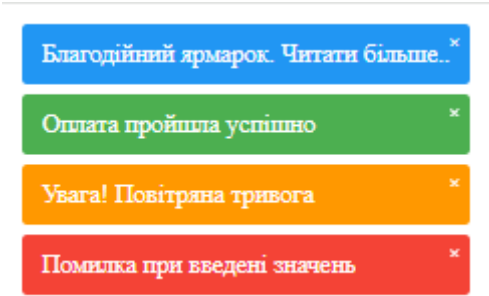 Благодійний ярмарок. Читати більше..×
Оплата пройшла успішно ×
Увага! Повітряна тривога ×
Помилка при введені значень ×